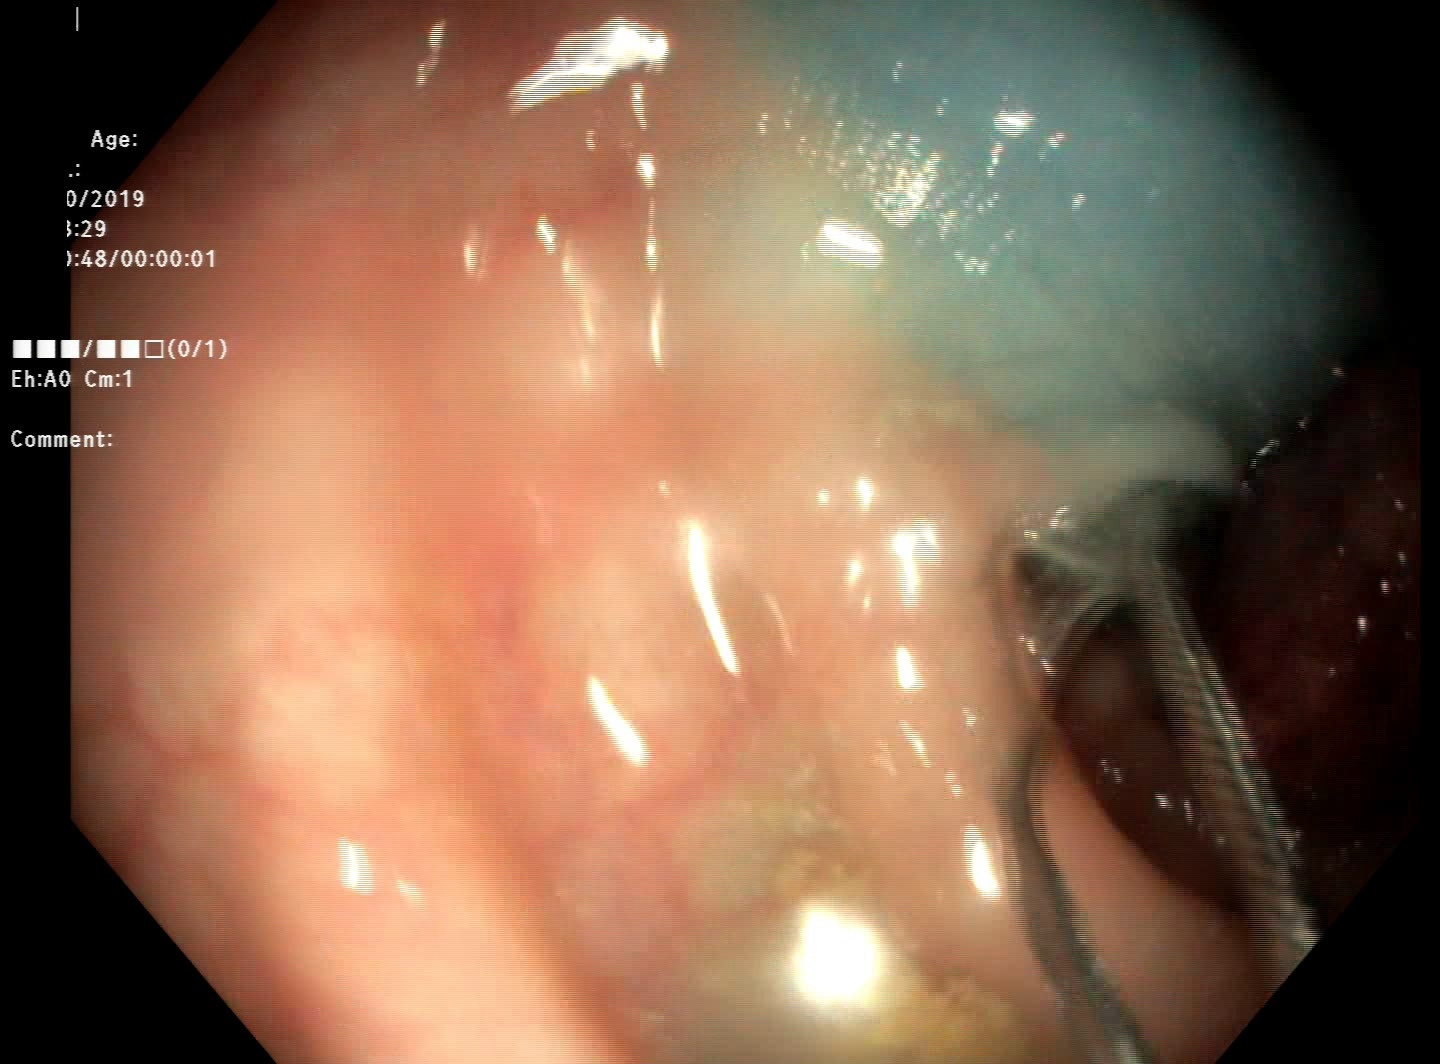 Age:
.:
0/2019
:29
:48/00:00:01
■■■/■■□(0/1)
Eh:A0 Cm:1
Comment: